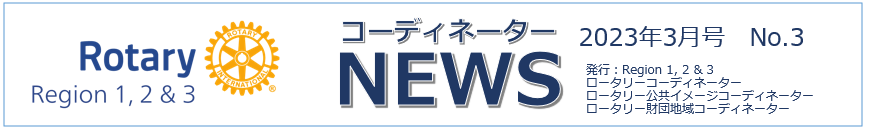 Rotary
Region 1, 2 & 3
ROTARY
INTERNATIONAL
コーディネーター
NEWS
2023年3月号 No.3
発行：Region 1, 2 & 3
ロータリーコーディネーター
ロータリー公共イメージコーディネーター
ロータリー財団地域コーディネーター